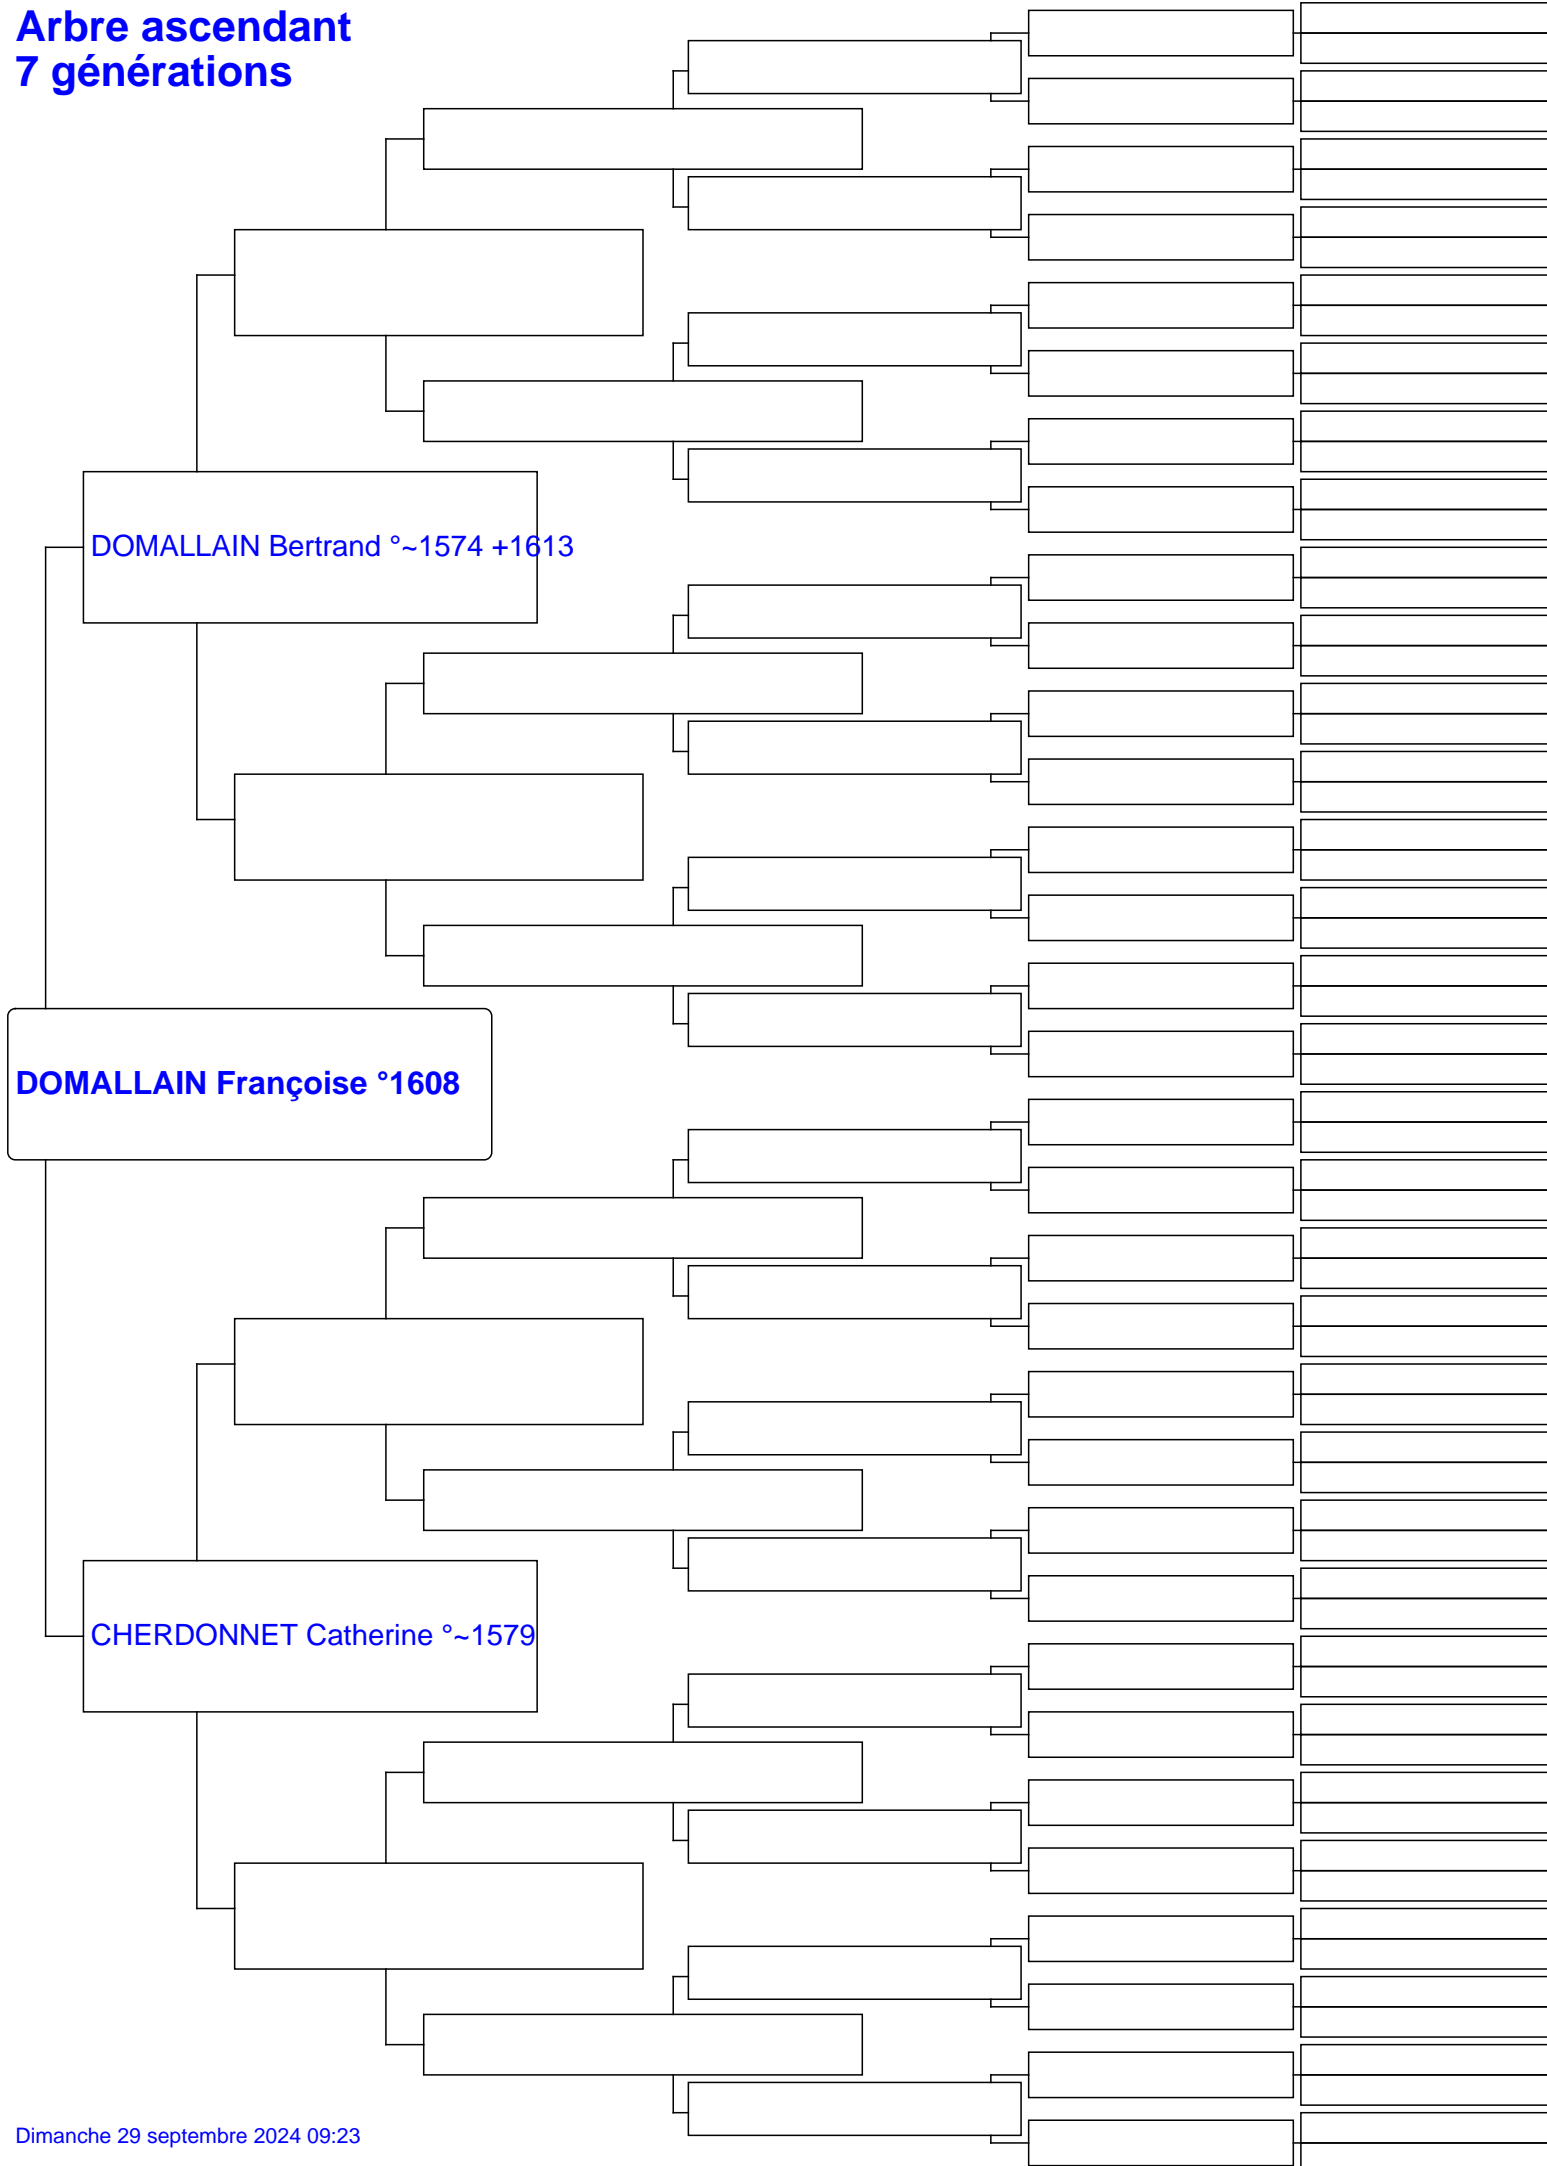 Arbre ascendant
7 générations
DOMALLAIN Bertrand °~1574 +1613
DOMALLAIN Françoise °1608
CHERDONNET Catherine °~1579
Dimanche 29 septembre 2024 09:23